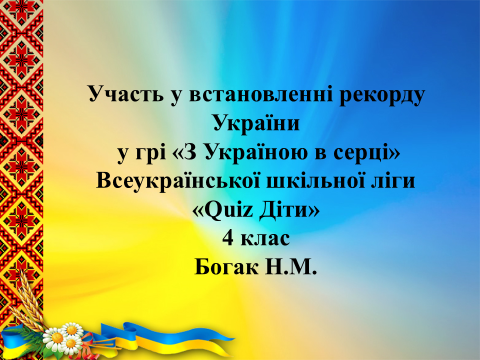 Участь у встановленні рекорду
України
у грі «З Україною в серці»
Всеукраїнської шкільної ліги
«Quiz Діти»
4 клас
Богак Н.М.